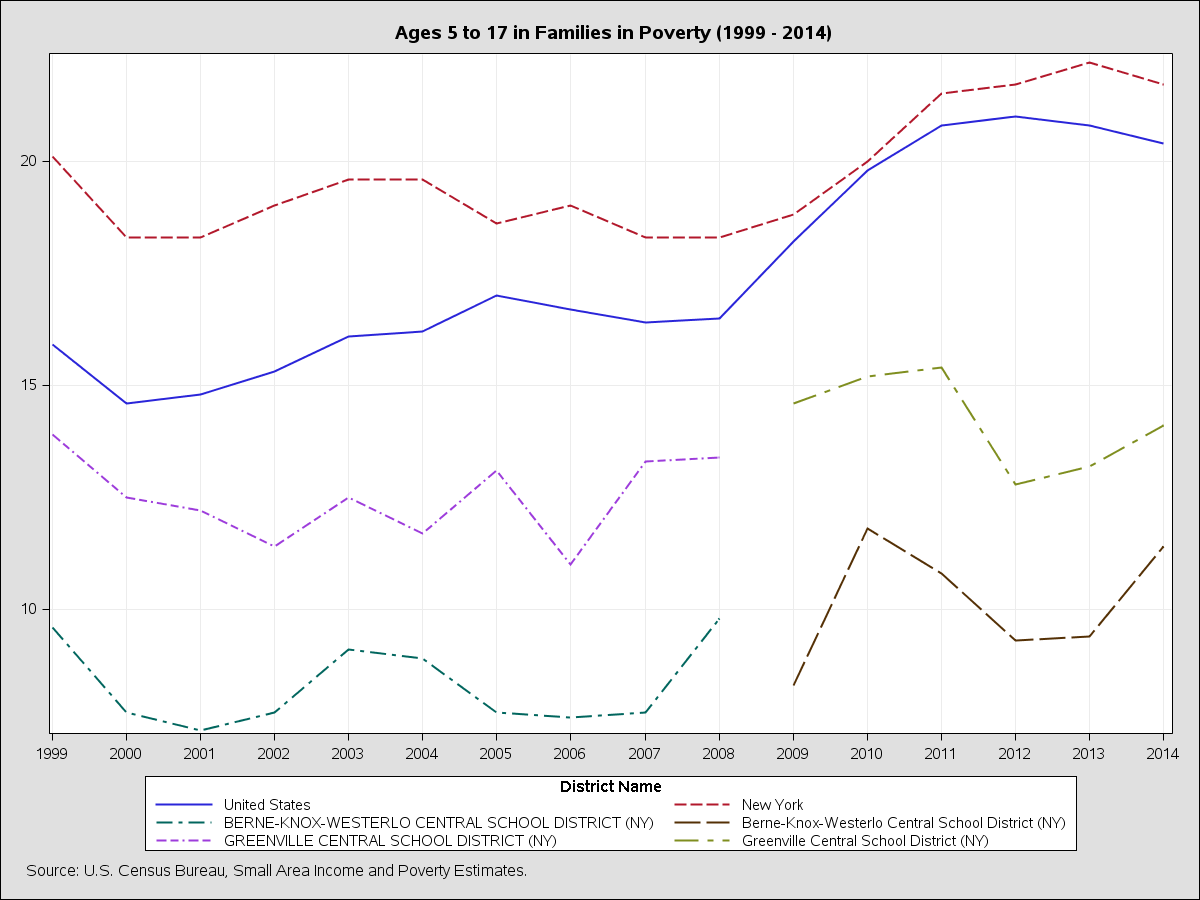 Ages 5 to 17 in Families in Poverty (1999 - 2014)
20
15
10
1999 2000 2001 2002 2003 2004 2005 2006 2007 2008 2009 2010 2011 2012 2013 2014
District Name
United States New York
BERNE-KNOX-WESTERLO CENTRAL SCHOOL DISTRICT (NY) Berne-Knox-Westerlo Central School District (NY)
GREENVILLE CENTRAL SCHOOL DISTRICT (NY) Greenville Central School District (NY)
Source: U.S. Census Bureau, Small Area Income and Poverty Estimates.